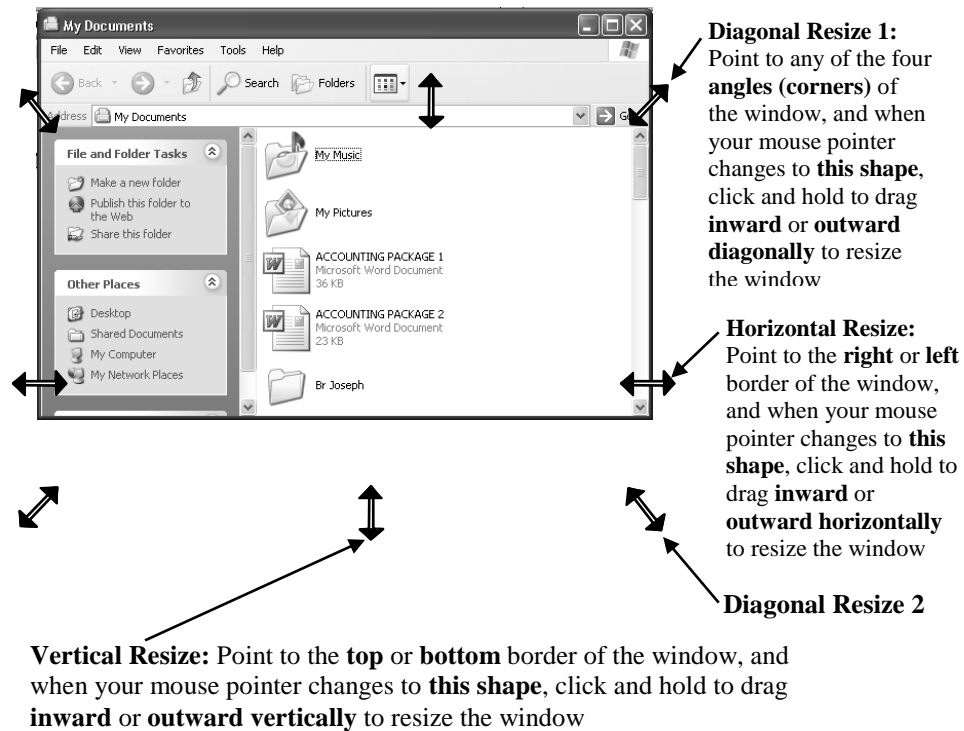 My Documents
File Edit View Favorites Tools Help
Back Search Folders
Address My Documents
File and Folder Tasks
Make a new folder
Publish this folder to
the Web
Share this folder
Other Places
Desktop
Shared Documents
My Computer
My Network Places
My Music
My Pictures
ACCOUNTING PACKAGE 1
Microsoft Word Document
36 KB
ACCOUNTING PACKAGE 2
Microsoft Word Document
23 KB
Br Joseph
Diagonal Resize 1:
Point to any of the four
angles (corners) of
the window, and when
your mouse pointer
changes to this shape,
click and hold to drag
inward or outward
diagonally to resize
the window
Horizontal Resize:
Point to the right or left
border of the window,
and when your mouse
pointer changes to this
shape, click and hold to
drag inward or
outward horizontally
to resize the window
Diagonal Resize 2
Vertical Resize: Point to the top or bottom border of the window, and
when your mouse pointer changes to this shape, click and hold to drag
inward or outward vertically to resize the window